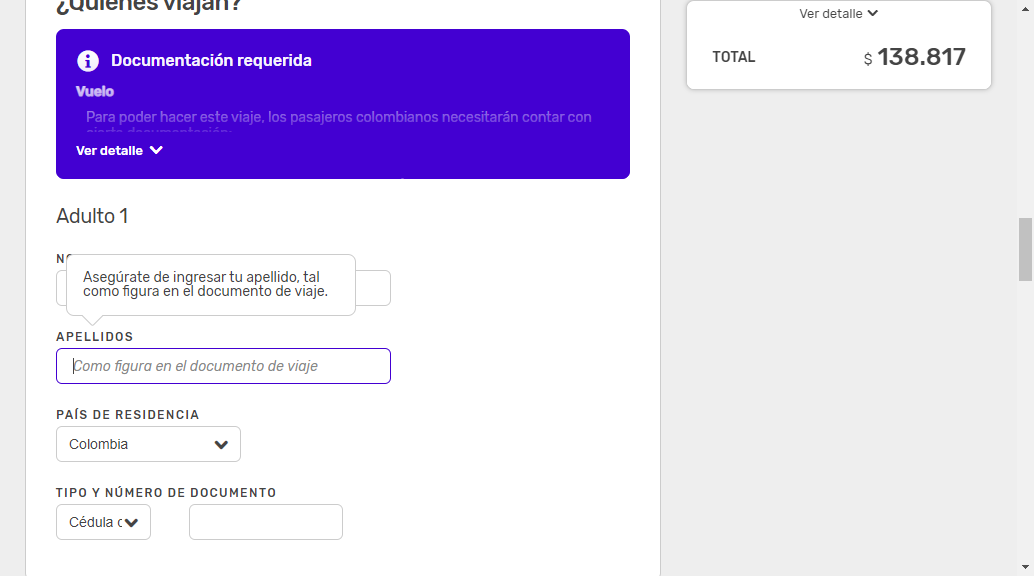 ¿Quiénes viajan?
Documentación requerida
Vuelo
Para poder hacer este viaje, los pasajeros colombianos necesitarán contar con
cierta documentación:
Ver detalle
Adulto 1
Asegúrate de ingresar tu apellido, tal
como figura en el documento de viaje.
APELLIDOS
Como figura en el documento de viaje
PAÍS DE RESIDENCIA
Colombia
TIPO Y NÚMERO DE DOCUMENTO
Cédula
Ver detalle
TOTAL
$ 138.817